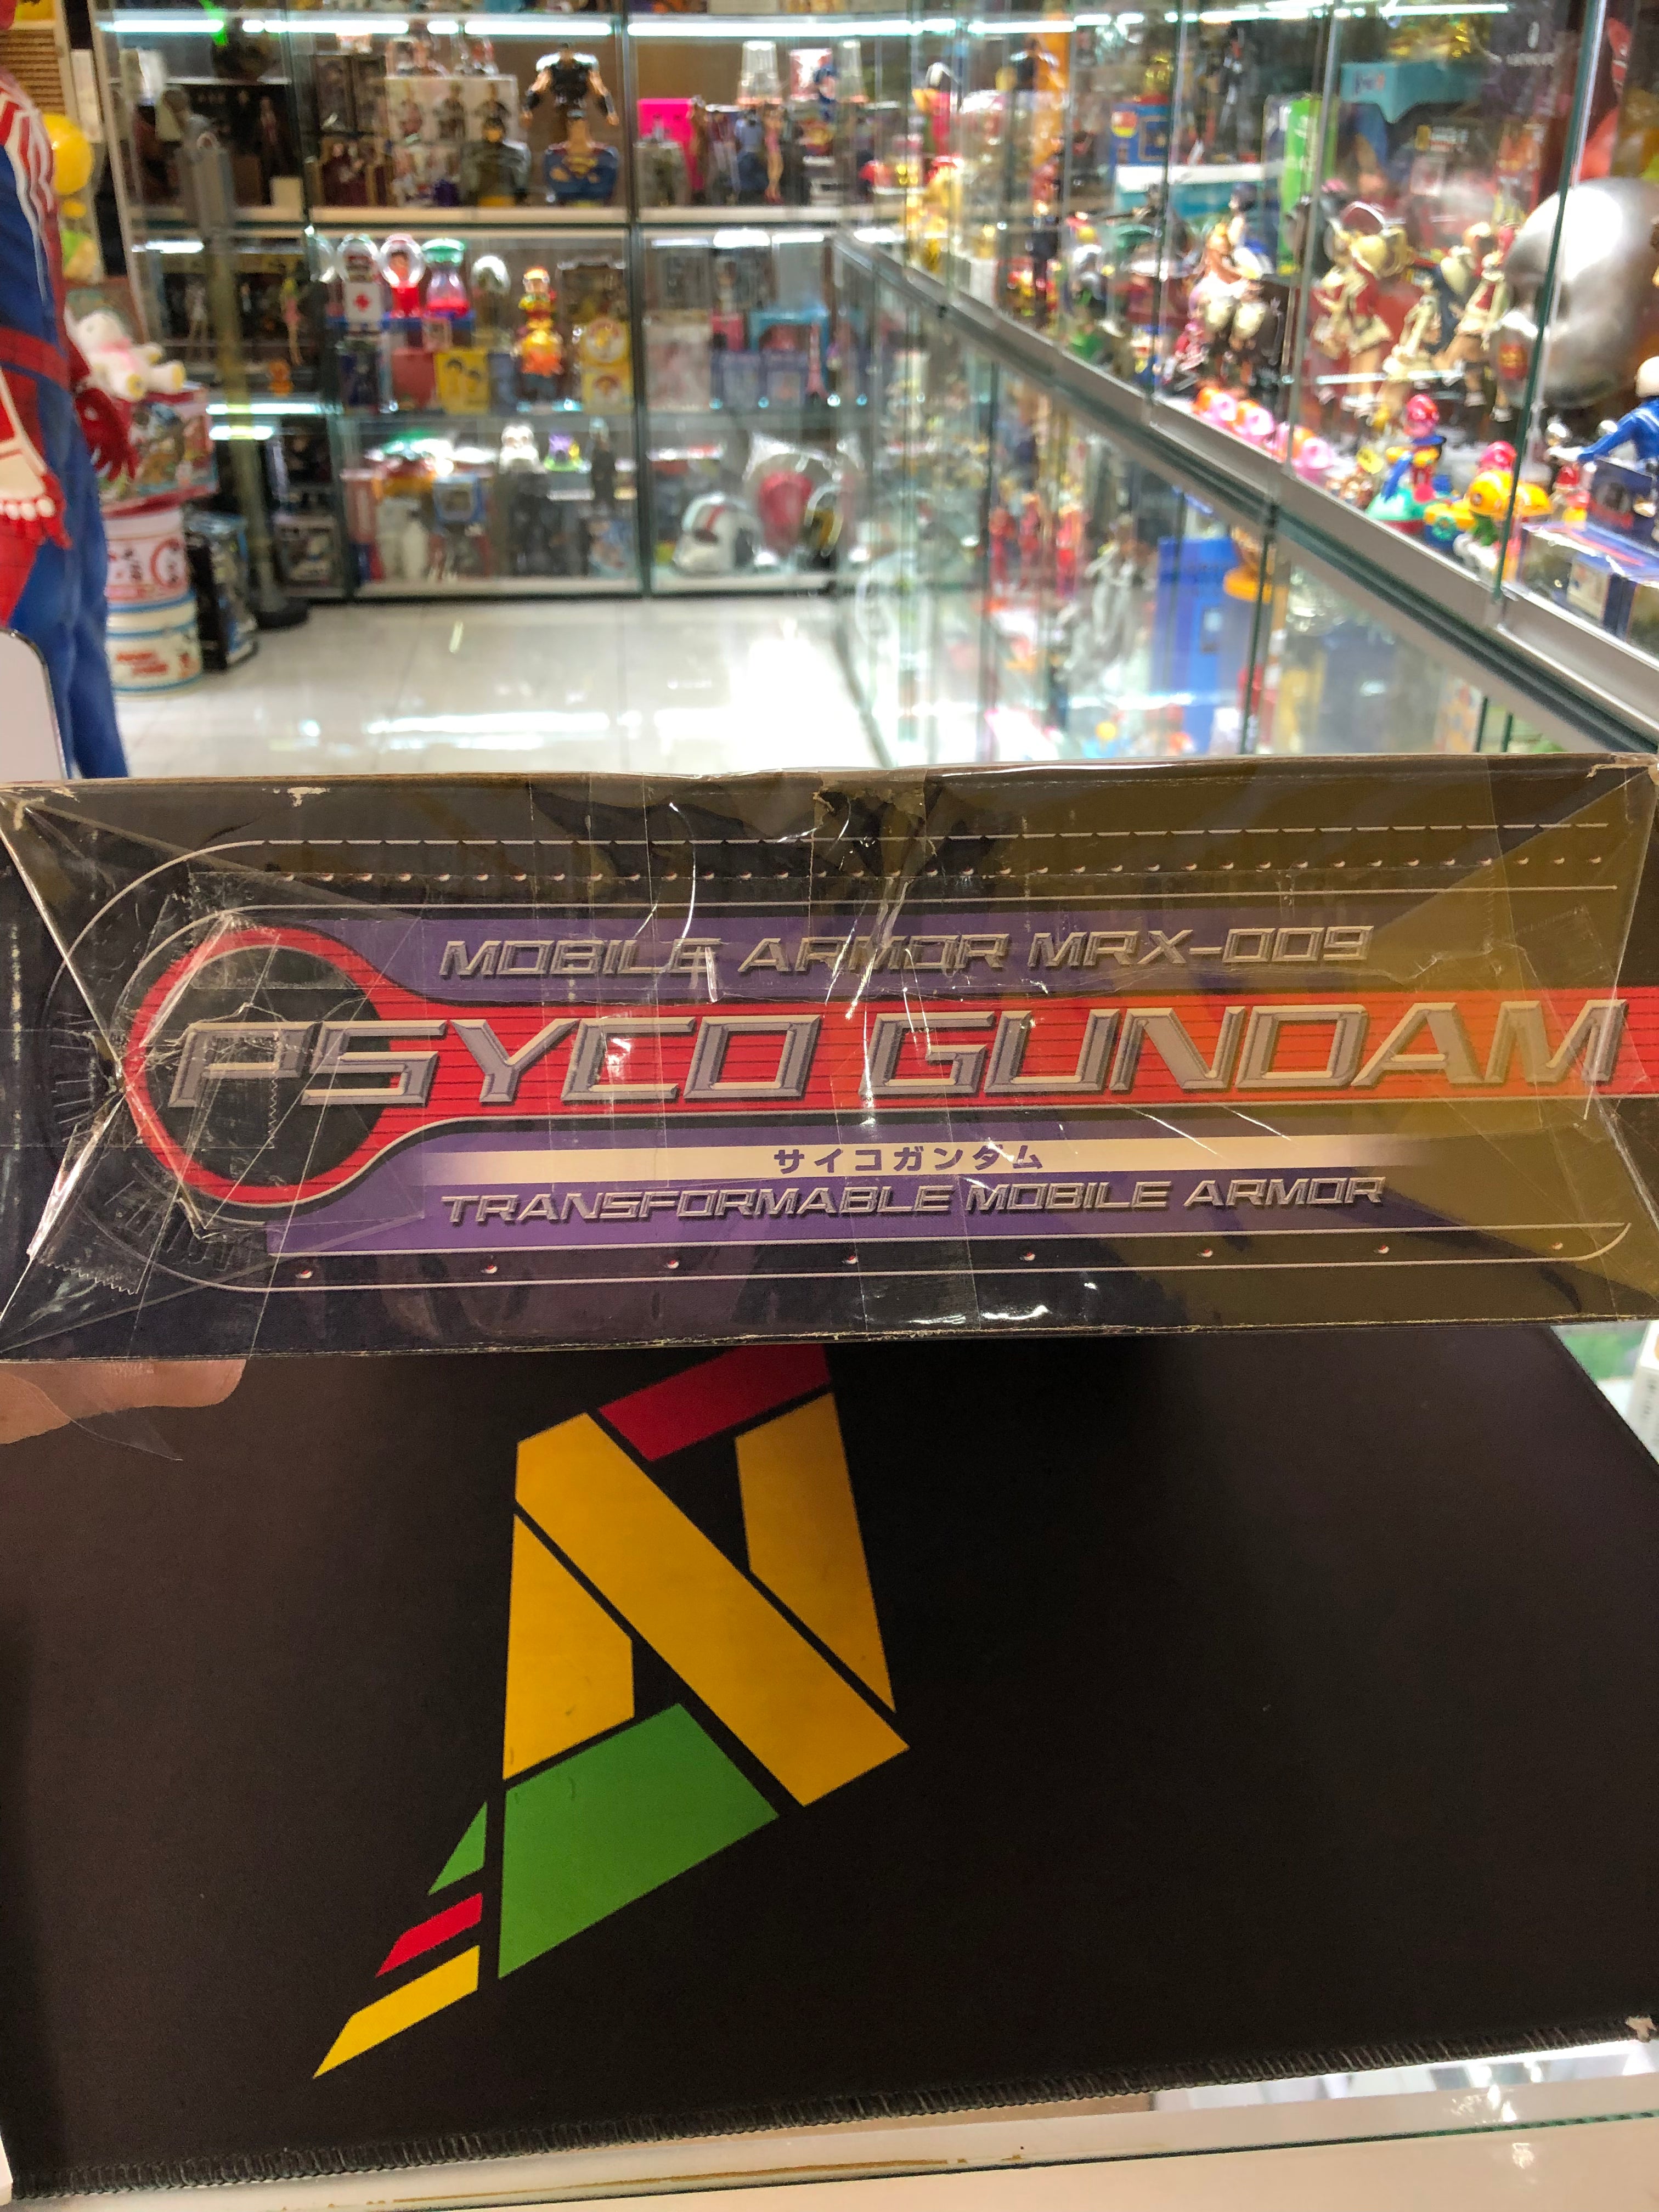 MOBILE ARMOR MRX-009
PSYCO GUNDAM
サイコガンダム
TRANSFORMABLE MOBILE ARMOR